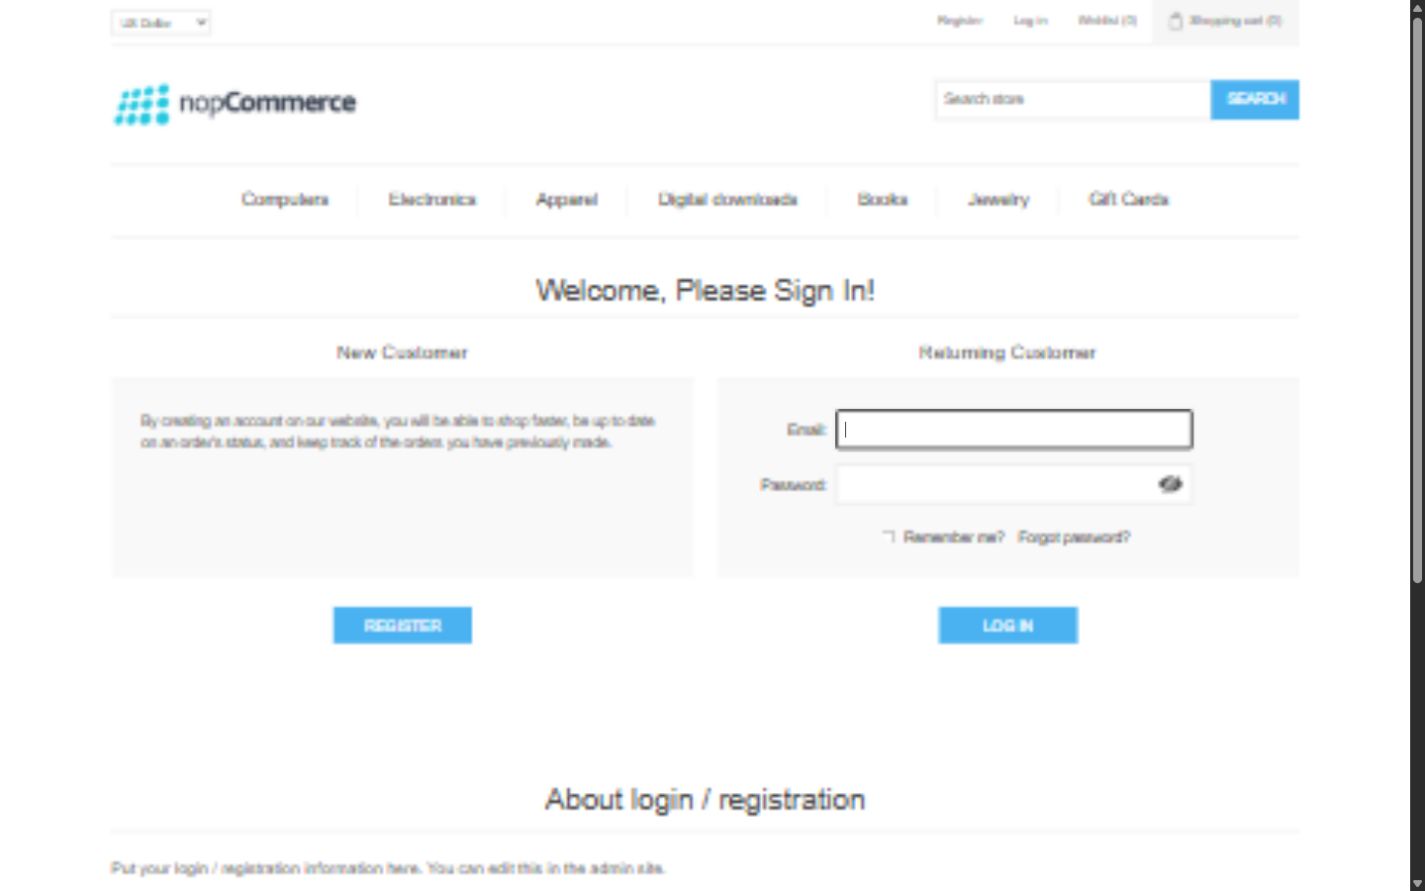 US Dollar
Register
Log in
Wishlist (0)
Shopping cart (0)
nopCommerce
Search store
SEARCH
Computers
Electronics
Apparel
Digital downloads
Books
Jewelry
Gift Cards
Welcome, Please Sign In!
New Customer
By creating an account on our website, you will be able to shop faster, be up to date
on an order's status, and keep track of the orders you have previously made.
REGISTER
Returning Customer
Email:
Password:
Remember me?
Forgot password?
LOG IN
About login / registration
Put your login / registration information here. You can edit this in the admin site.